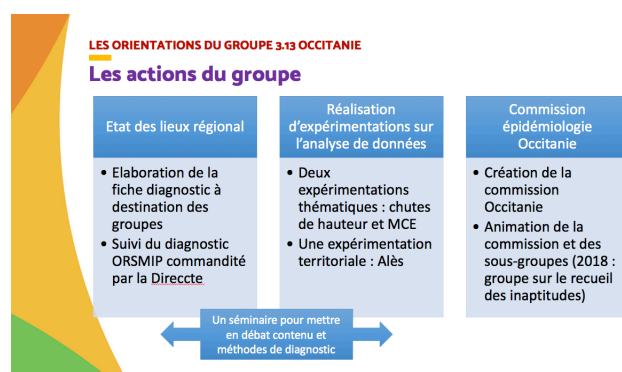 LES ORIENTATIONS DU GROUPE 3.13 OCCITANIE
Les actions du groupe
Etat des lieux régional
• Elaboration de la
fiche diagnostic à
destination des
groupes
• Suivi du diagnostic
ORSMIP commandité
par la Direccte
Réalisation
d'expérimentations sur
l'analyse de données
• Deux
expérimentations
thématiques : chutes
de hauteur et MCE
• Une expérimentation
territoriale : Alès
Commission
épidémiologie
Occitanie
• Création de la
commission
Occitanie
• Animation de la
commission et des
sous-groupes (2018 :
groupe sur le recueil
des inaptitudes)
Un séminaire pour mettre
en débat contenu et
méthodes de diagnostic